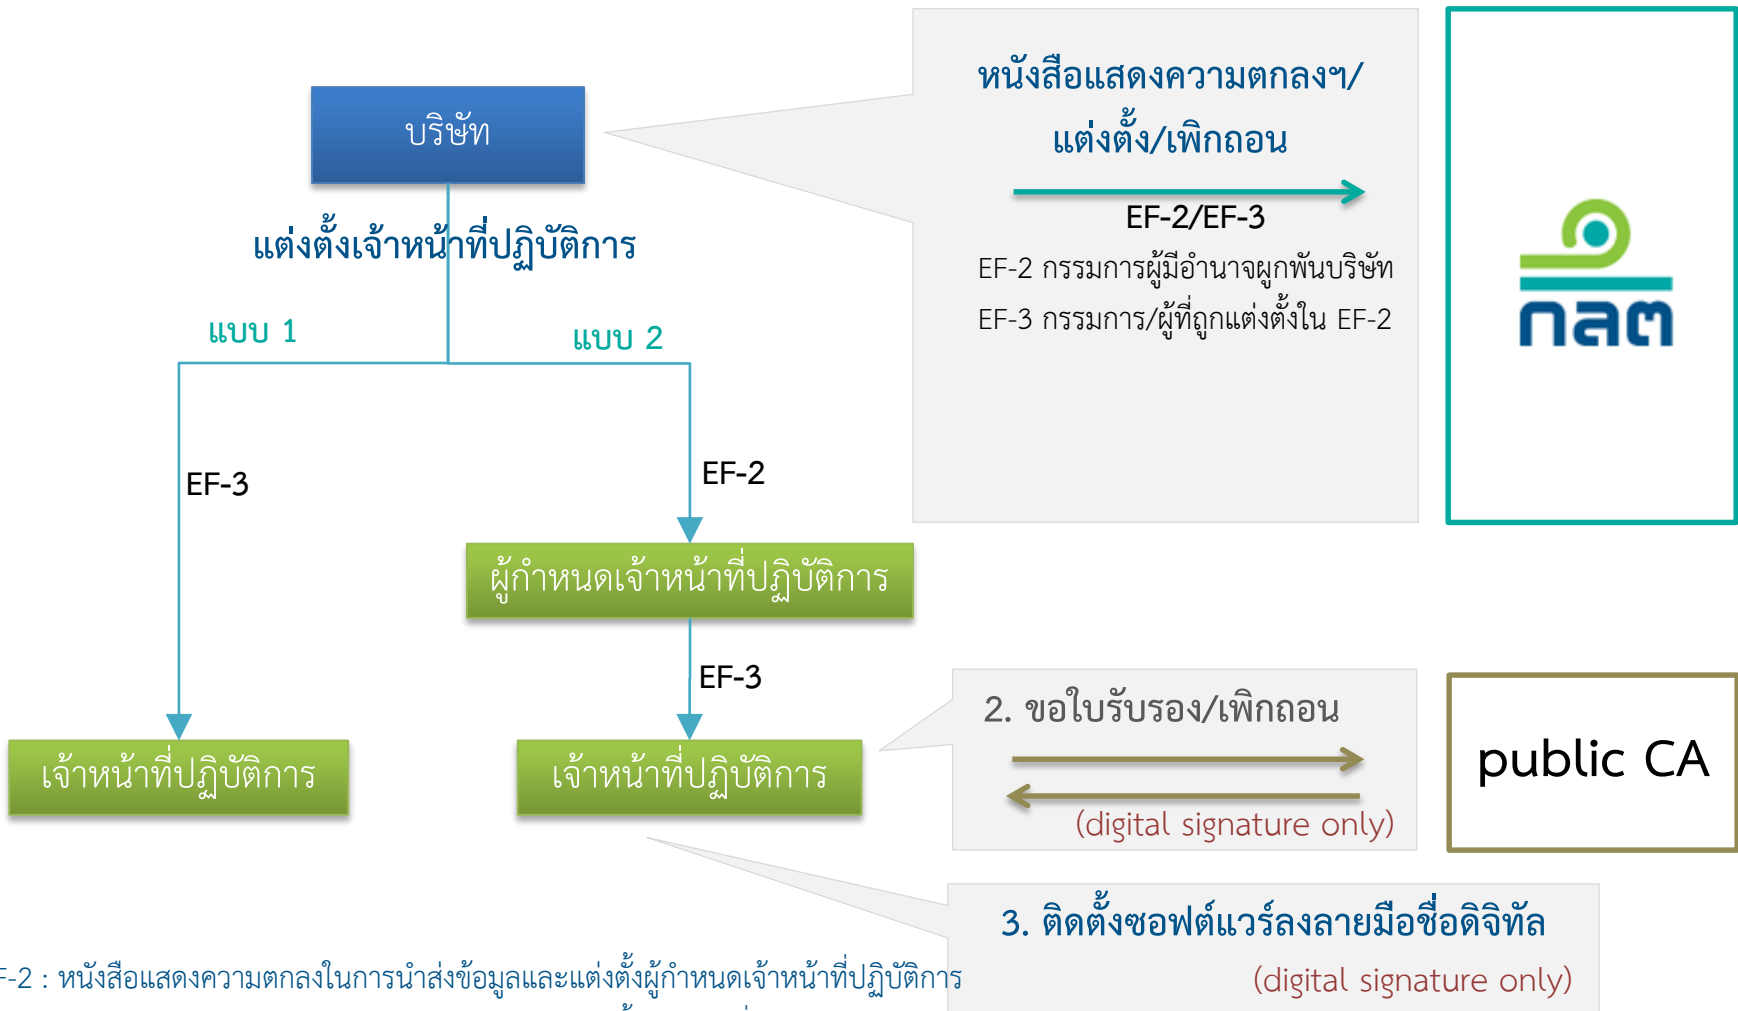 บริษัท
แต่งตั้งเจ้าหน้าที่ปฏิบัติการ
แบบ 1
แบบ 2
EF-3
EF-2
ผู้กำหนดเจ้าหน้าที่ปฏิบัติการ
EF-3
เจ้าหน้าที่ปฏิบัติการ
เจ้าหน้าที่ปฏิบัติการ
หนังสือแสดงความตกลงฯ/
แต่งตั้ง/เพิกถอน
EF-2/EF-3
EF-2 กรรมการผู้มีอำนาจผูกพันบริษัท
EF-3 กรรมการ/ผู้ที่ถูกแต่งตั้งใน EF-2
กลต
2. ขอใบรับรอง/เพิกถอน
(digital signature only)
public CA
3. ติดตั้งซอฟต์แวร์ลงลายมือชื่อดิจิทัล
(digital signature only)
F-2 : หนังสือแสดงความตกลงในการนำส่งข้อมูลและแต่งตั้งผู้กำหนดเจ้าหน้าที่ปฏิบัติการ